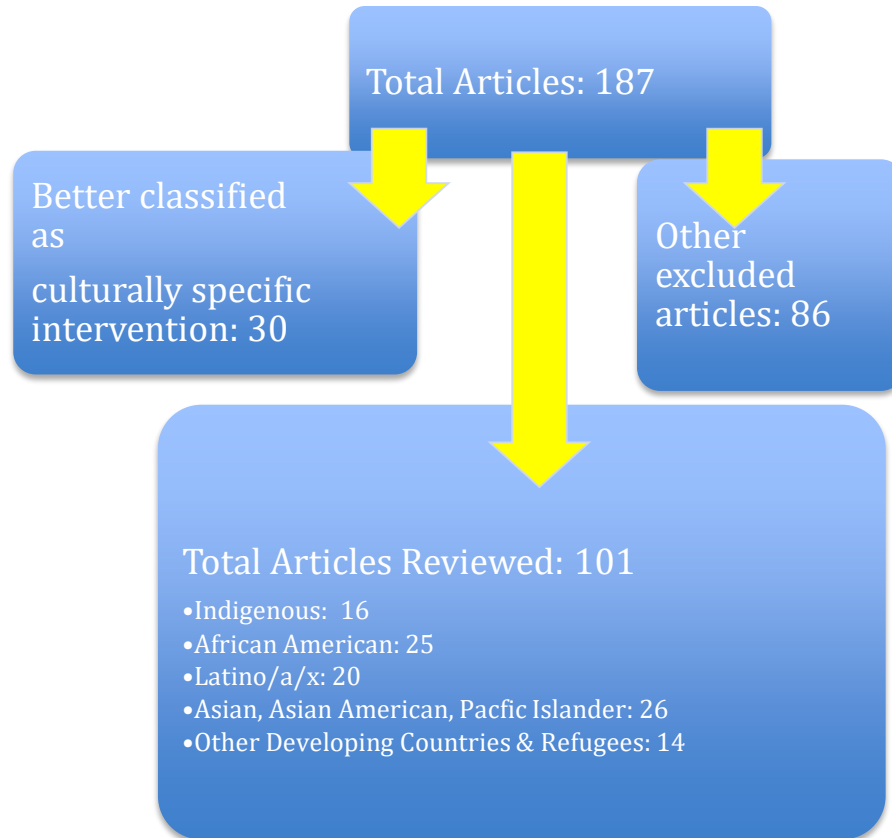 Total Articles: 187
Better classified
as
culturally specific
intervention: 30
Other
excluded
articles: 86
Total Articles Reviewed: 101
•Indigenous:  16
•African American: 25
•Latino/a/x: 20
•Asian, Asian American, Pacfic Islander: 26
•Other Developing Countries & Refugees: 14